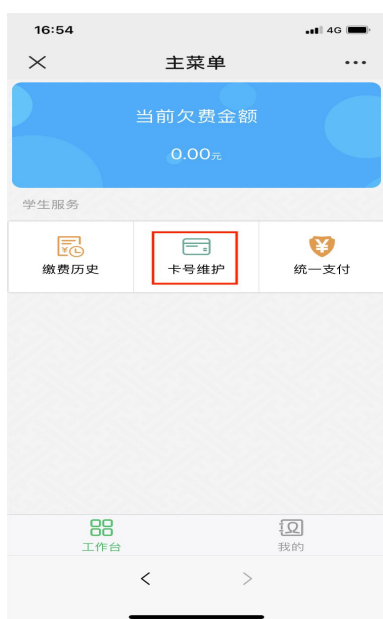 16:54
4G
主菜单
当前欠费金额
0.00元
学生服务
缴费历史 卡号维护 统一支付
工作台 我的